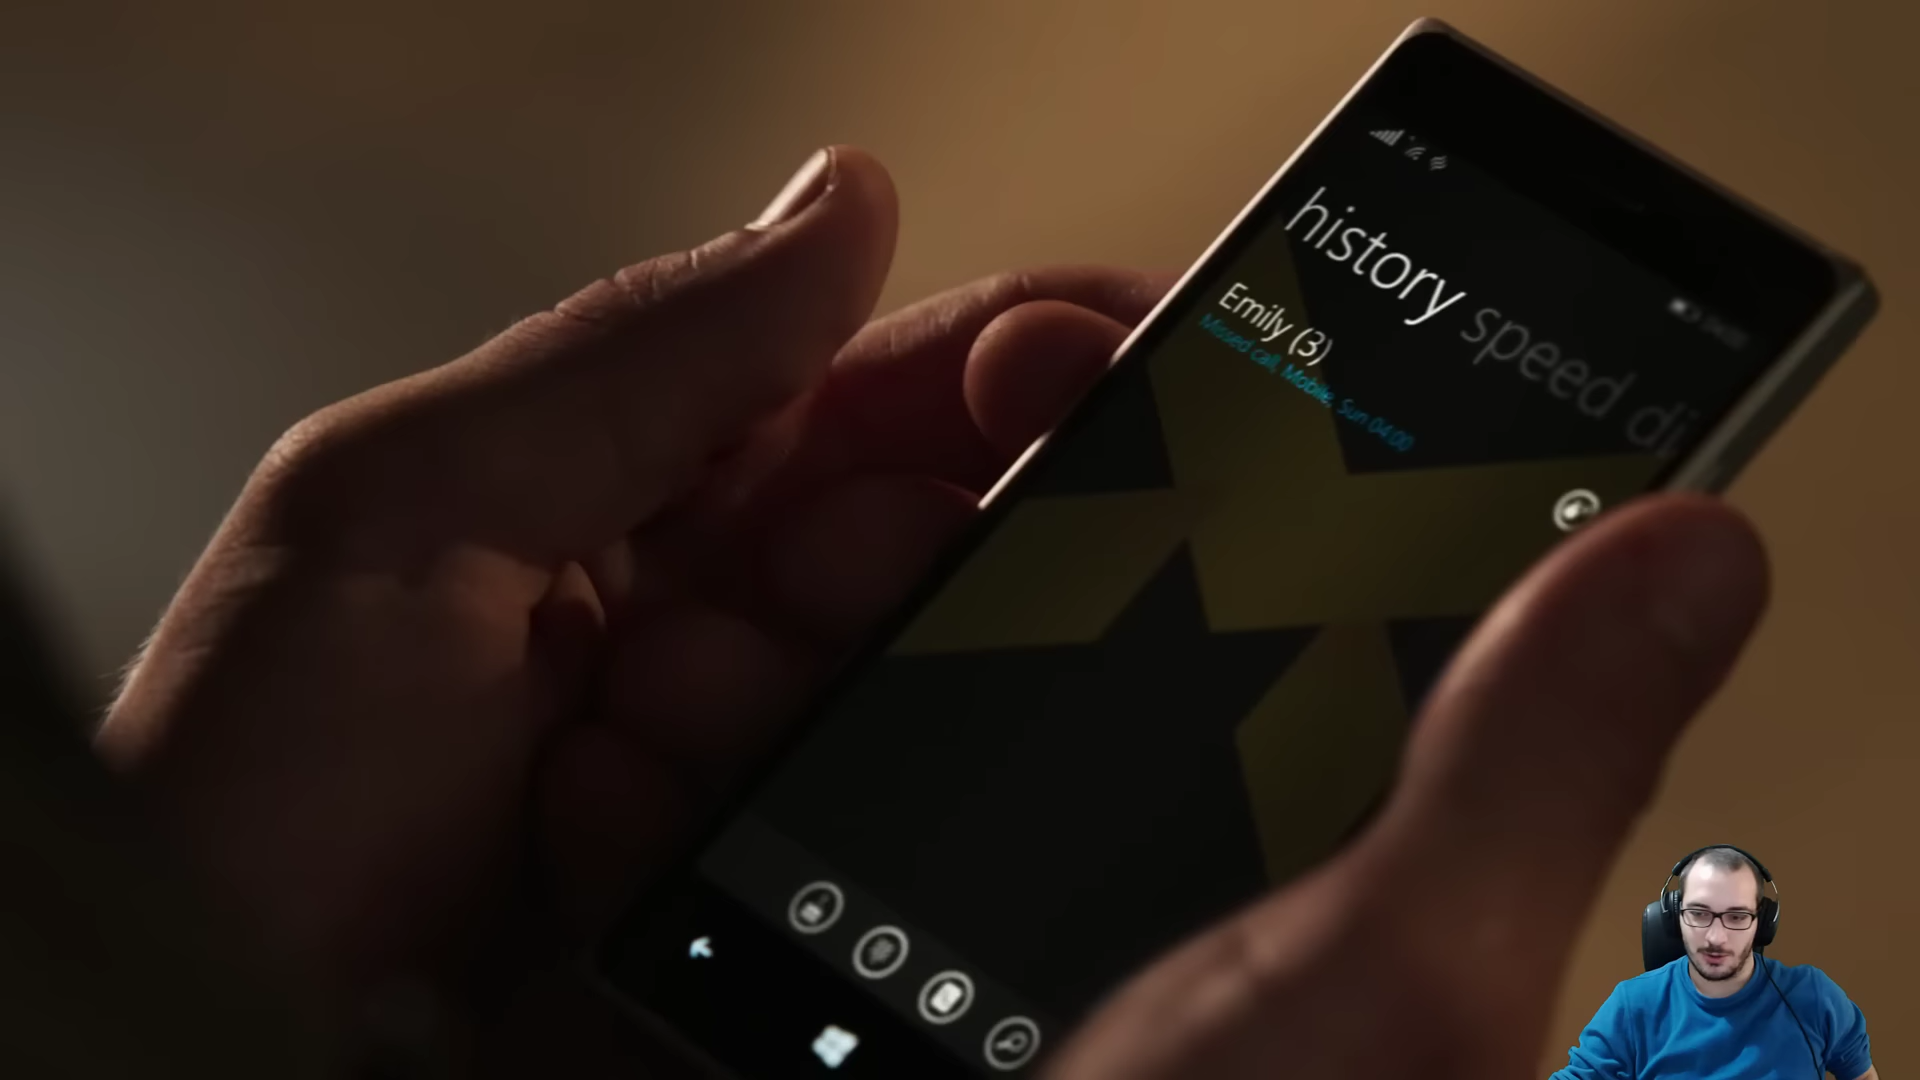 history speed di
Emily (3)
Missed call, Mobile, Sun 04:00